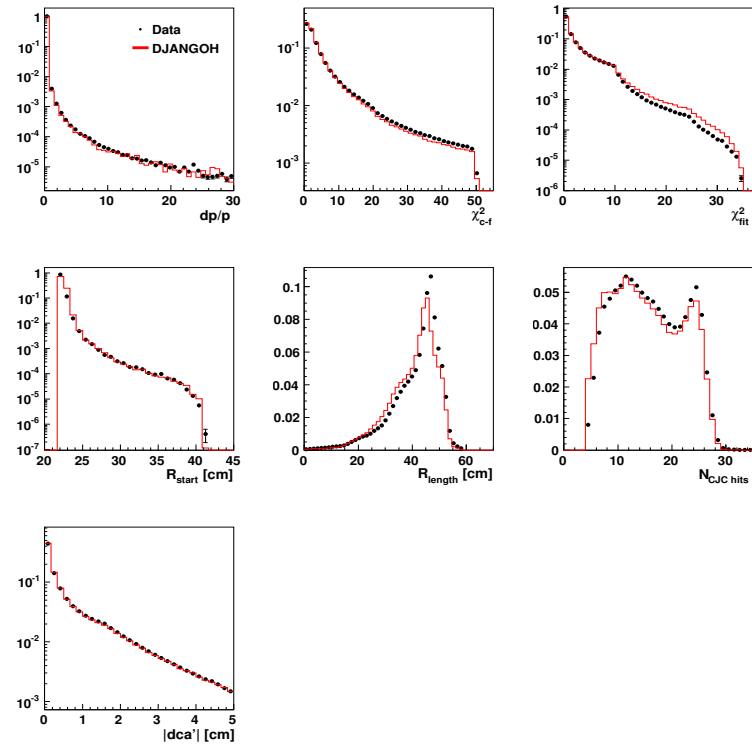 1
10⁻¹
10⁻²
10⁻³
10⁻⁴
10⁻⁵
Data
DJANGOH
0 10 20 30
dp/p
10⁻¹
10⁻²
10⁻³
0 10 20 30 40 50
χ²c-f
1
10⁻¹
10⁻²
10⁻³
10⁻⁴
10⁻⁵
10⁻⁶
0 10 20 30
χ²fit
1
10⁻¹
10⁻²
10⁻³
10⁻⁴
10⁻⁵
10⁻⁶
10⁻⁷
20 25 30 35 40 45
R_start [cm]
0.1
0.08
0.06
0.04
0.02
0
0 20 40 60
R_length [cm]
0.05
0.04
0.03
0.02
0.01
0
0 10 20 30
N_CJC hits
10⁻¹
10⁻²
10⁻³
0 1 2 3 4 5
|dca'| [cm]